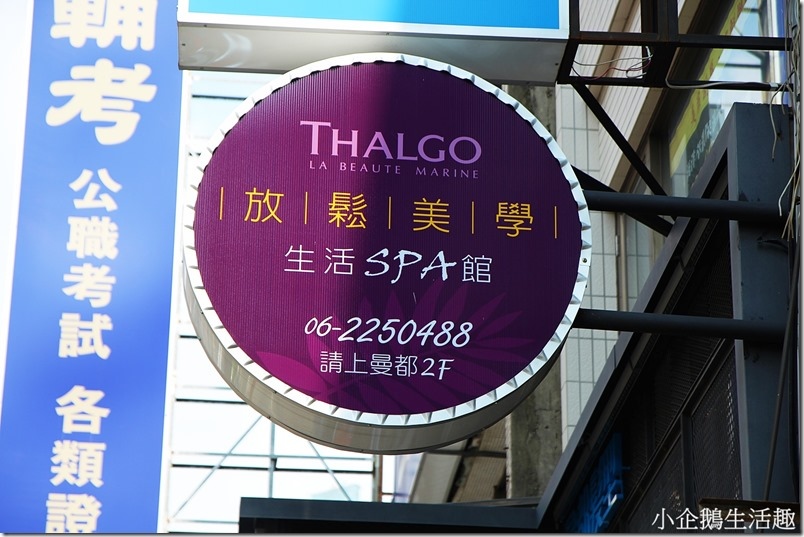 輔考
公職考試 各類證
THALGO
LA BEAUTE MARINE
|放|鬆|美|學|
生活SPA館
06-2250488
請上曼都2F
小企鵝生活趣